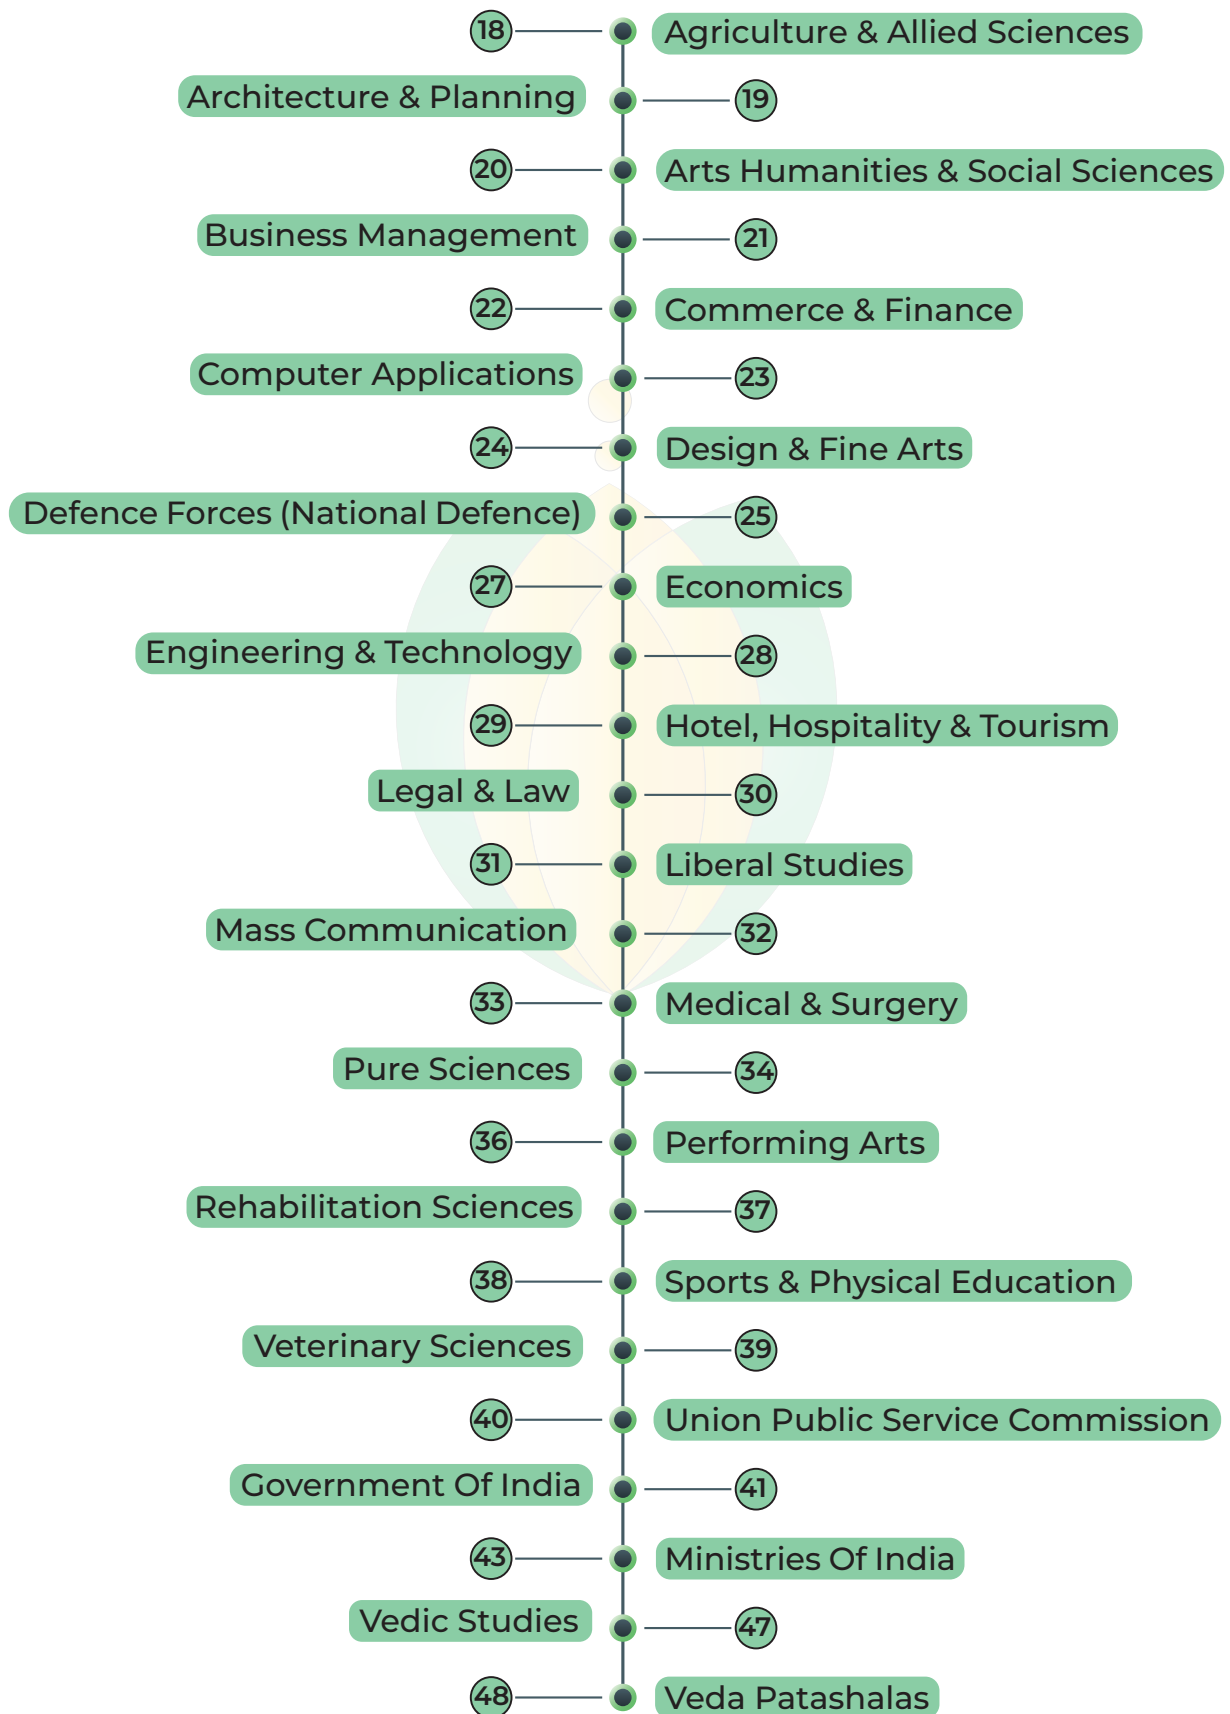 18 Agriculture & Allied Sciences
Architecture & Planning 19
20 Arts Humanities & Social Sciences
Business Management 21
22 Commerce & Finance
Computer Applications 23
24 Design & Fine Arts
Defence Forces (National Defence) 25
27 Economics
Engineering & Technology 28
29 Hotel, Hospitality & Tourism
Legal & Law 30
31 Liberal Studies
Mass Communication 32
33 Medical & Surgery
Pure Sciences 34
36 Performing Arts
Rehabilitation Sciences 37
38 Sports & Physical Education
Veterinary Sciences 39
40 Union Public Service Commission
Government Of India 41
43 Ministries Of India
Vedic Studies 47
48 Veda Patashalas